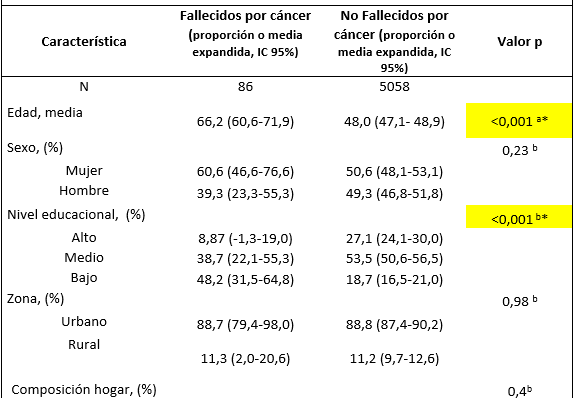 Característica Fallecidos por cáncer (proporción o media expandida, IC 95%) No Fallecidos por cáncer (proporción o media expandida, IC 95%) Valor p
N 86 5058
Edad, media 66,2 (60,6-71,9) 48,0 (47,1- 48,9) <0,001 a*
Sexo, (%) 0,23 b
Mujer 60,6 (46,6-76,6) 50,6 (48,1-53,1)
Hombre 39,3 (23,3-55,3) 49,3 (46,8-51,8)
Nivel educacional, (%) <0,001 b*
Alto 8,87 (-1,3-19,0) 27,1 (24,1-30,0)
Medio 38,7 (22,1-55,3) 53,5 (50,6-56,5)
Bajo 48,2 (31,5-64,8) 18,7 (16,5-21,0)
Zona, (%) 0,98 b
Urbano 88,7 (79,4-98,0) 88,8 (87,4-90,2)
Rural 11,3 (2,0-20,6) 11,2 (9,7-12,6)
Composición hogar, (%) 0,4b